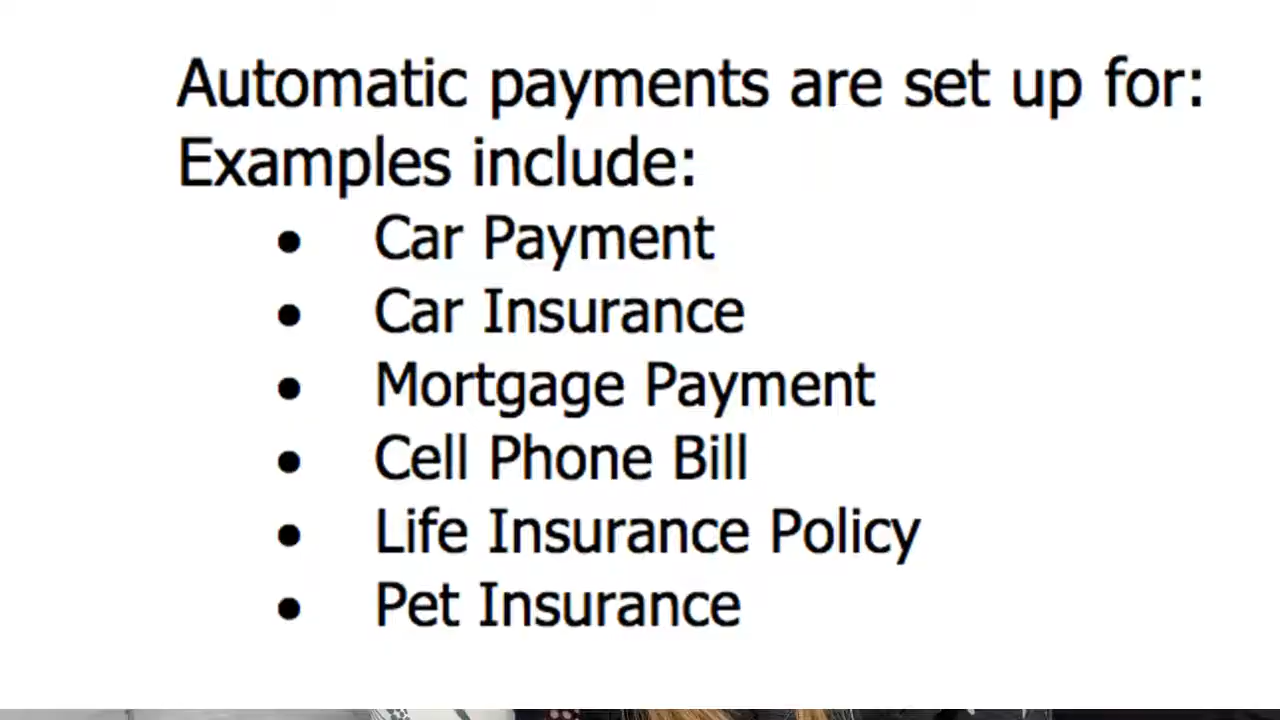 Automatic payments are set up for:
Examples include:
• Car Payment
• Car Insurance
• Mortgage Payment
• Cell Phone Bill
• Life Insurance Policy
• Pet Insurance